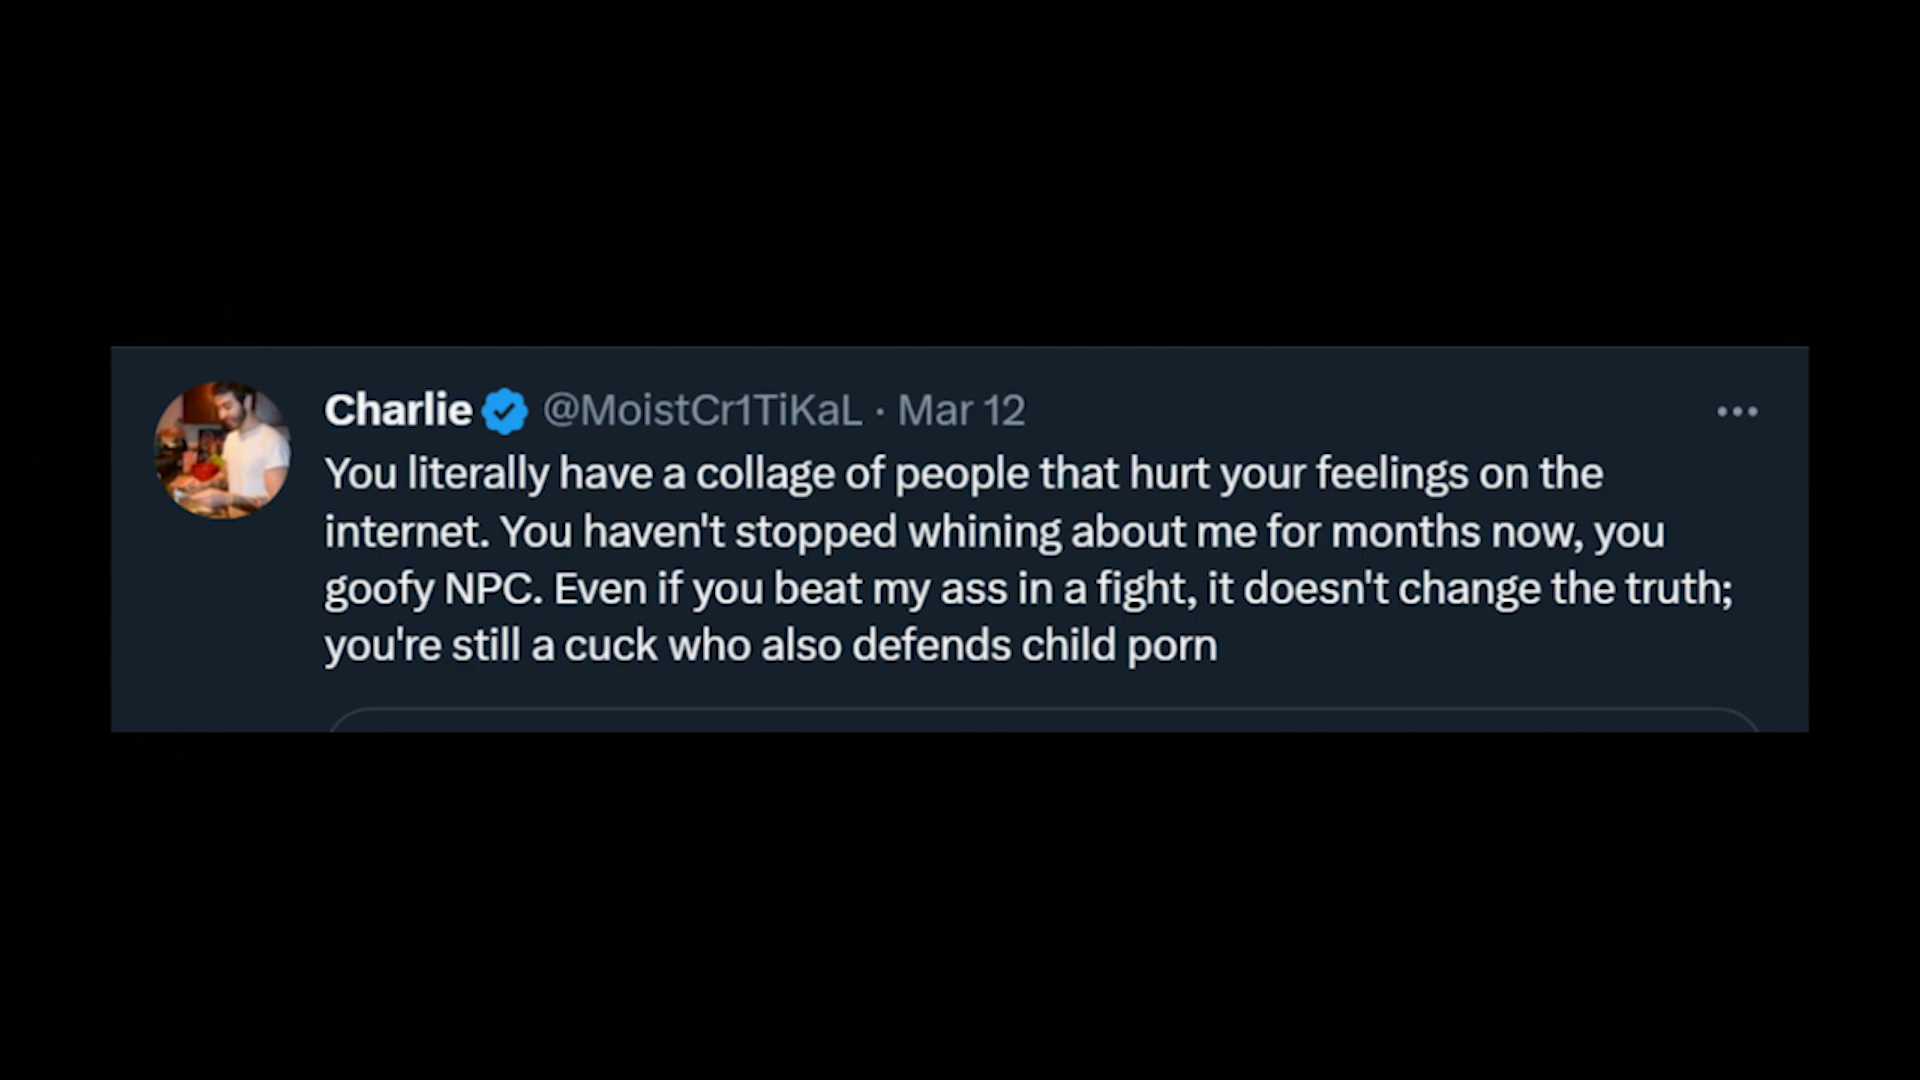 Charlie @MoistCr1TiKaL · Mar 12
You literally have a collage of people that hurt your feelings on the
internet. You haven't stopped whining about me for months now, you
goofy NPC. Even if you beat my ass in a fight, it doesn't change the truth;
you're still a cuck who also defends child porn